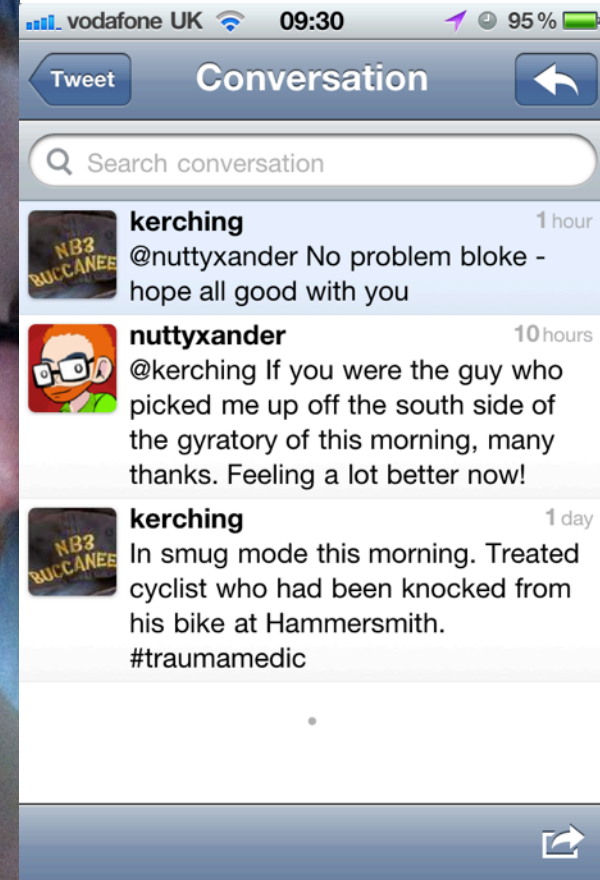 vodafone UK 09:30 95%
Tweet Conversation
Search conversation
kerching 1 hour
NB3
BUCCANEE
@nuttyxander No problem bloke -
hope all good with you
nuttyxander 10 hours
@kerching If you were the guy who
picked me up off the south side of
the gyratory of this morning, many
thanks. Feeling a lot better now!
kerching 1 day
NB3
BUCCANEE
In smug mode this morning. Treated
cyclist who had been knocked from
his bike at Hammersmith.
#traumamedic